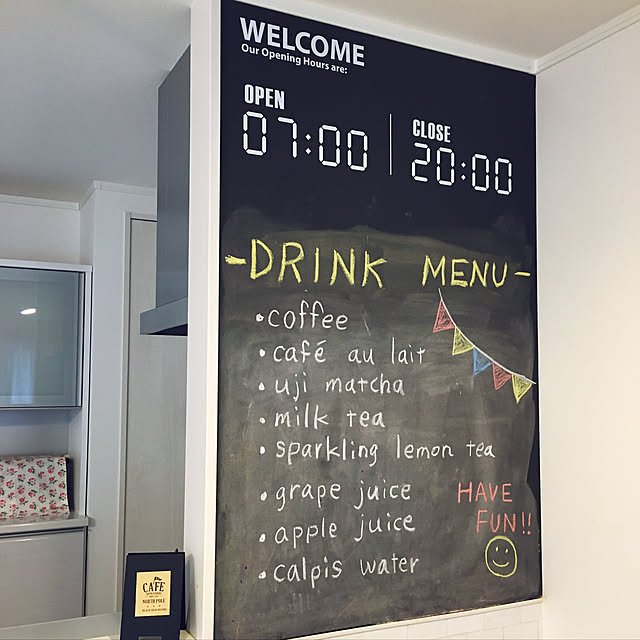 WELCOME
Our Opening Hours are:
OPEN
07:00
CLOSE
20:00
-DRINK MENU-
•coffee
•café au lait
•uji matcha
•milk tea
•sparkling lemon tea
•grape juice
•apple juice
•calpis water
HAVE
FUN!!
CAFE
NORTH POLE